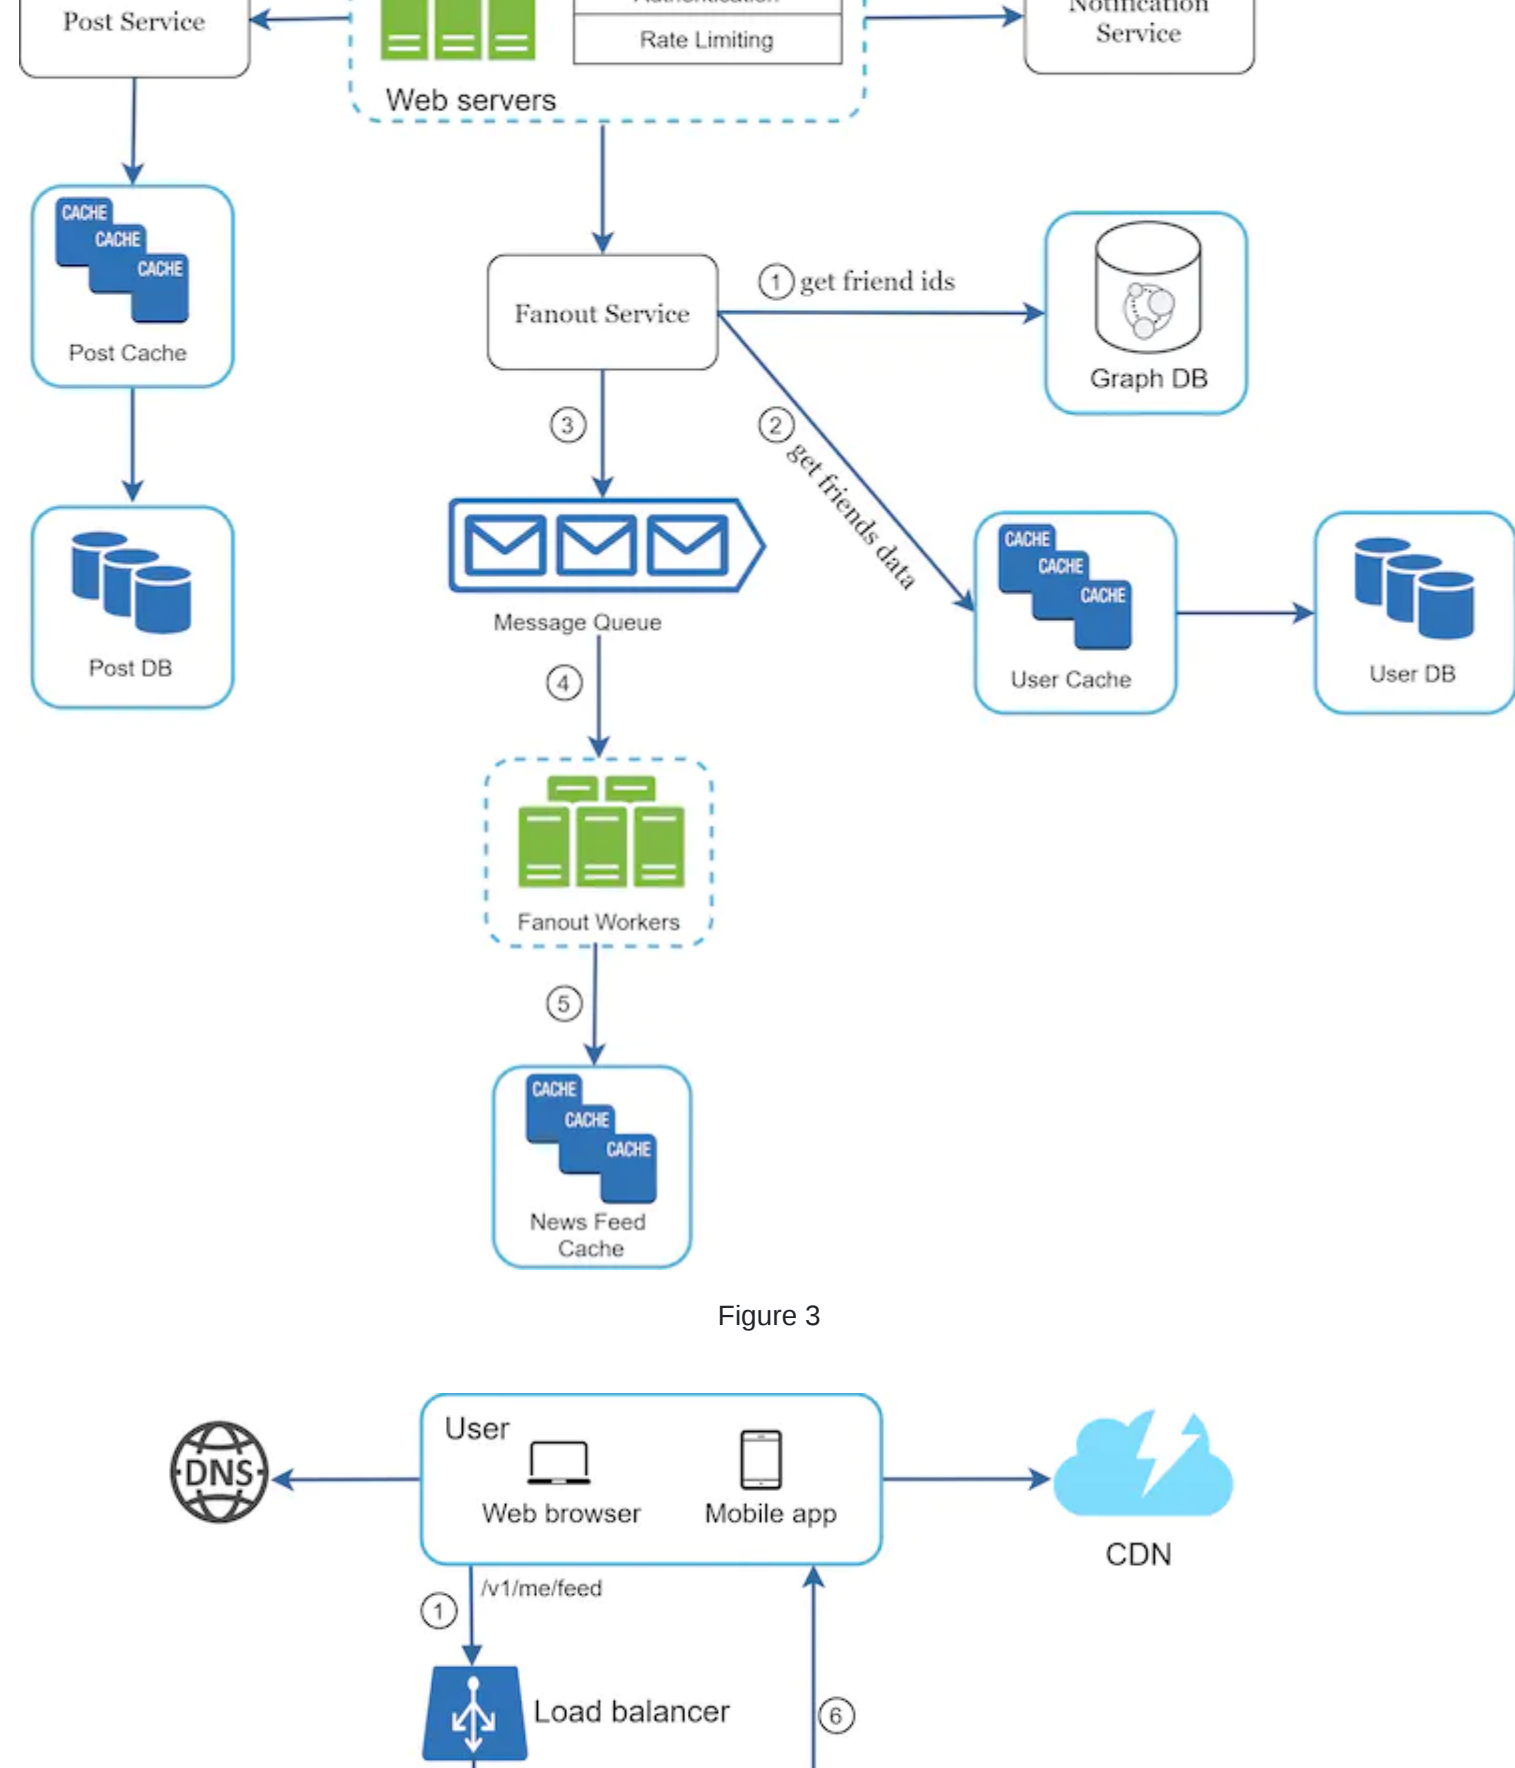 Post Service
Authentication
Rate Limiting
Notification
Service
Web servers
CACHE
CACHE
CACHE
Post Cache
Fanout Service
1 get friend ids
Graph DB
3
2 get friends data
Message Queue
CACHE
CACHE
CACHE
User Cache
User DB
Post DB
4
Fanout Workers
5
CACHE
CACHE
CACHE
News Feed
Cache
Figure 3
User
DNS
Web browser
Mobile app
CDN
/v1/me/feed
1
Load balancer
6